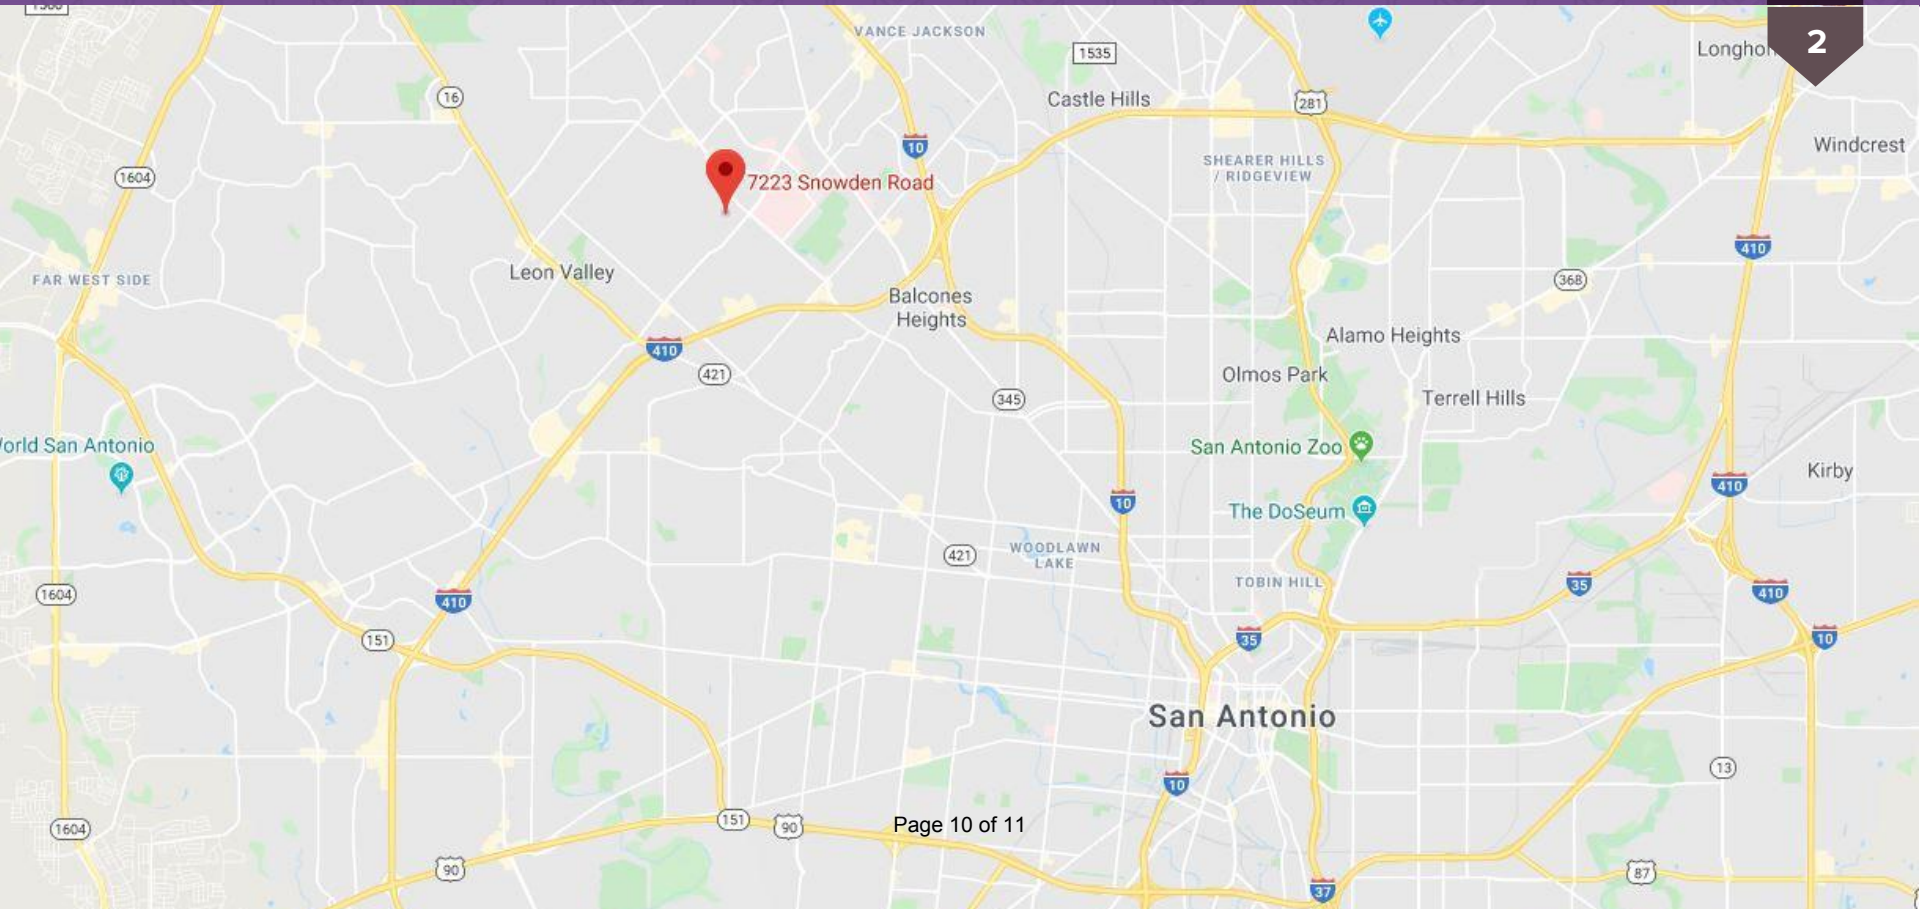 2
VANCE JACKSON
1535
Longhor
16
Castle Hills
281
10
Windcrest
1604
7223 Snowden Road
SHEARER HILLS
/ RIDGEVIEW
410
FAR WEST SIDE
Leon Valley
368
Balcones
Heights
Alamo Heights
410
421
Olmos Park
345
Terrell Hills
orld San Antonio
San Antonio Zoo
Kirby
410
10
The DoSeum
421
WOODLAWN
LAKE
TOBIN HILL
35
1604
410
410
151
35
10
San Antonio
13
10
1604
151
90
Page 10 of 11
90
87
37